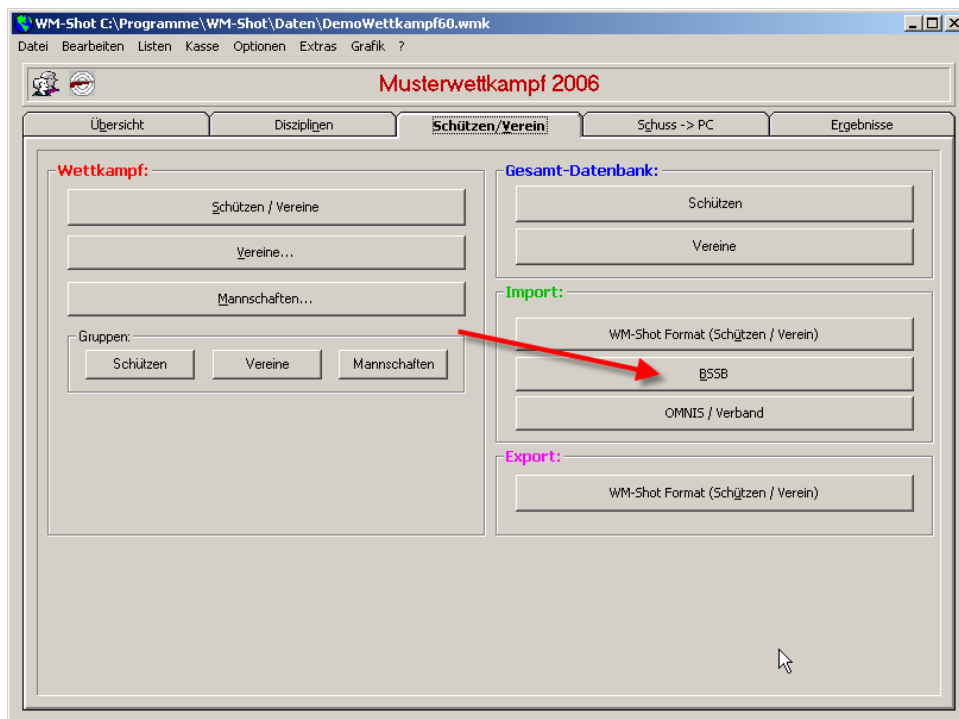 WM-Shot C:\Programme\WM-Shot\Daten\DemoWettkampf60.wmk
Datei Bearbeiten Listen Kasse Optionen Extras Grafik ?
Musterwettkampf 2006
Übersicht Disziplinen Schützen/Verein Schuss -> PC Ergebnisse
Wettkampf:
Schützen / Vereine
Vereine...
Mannschaften...
Gruppen:
Schützen Vereine Mannschaften
Gesamt-Datenbank:
Schützen
Vereine
Import:
WM-Shot Format (Schützen / Verein)
BSSB
OMNIS / Verband
Export:
WM-Shot Format (Schützen / Verein)